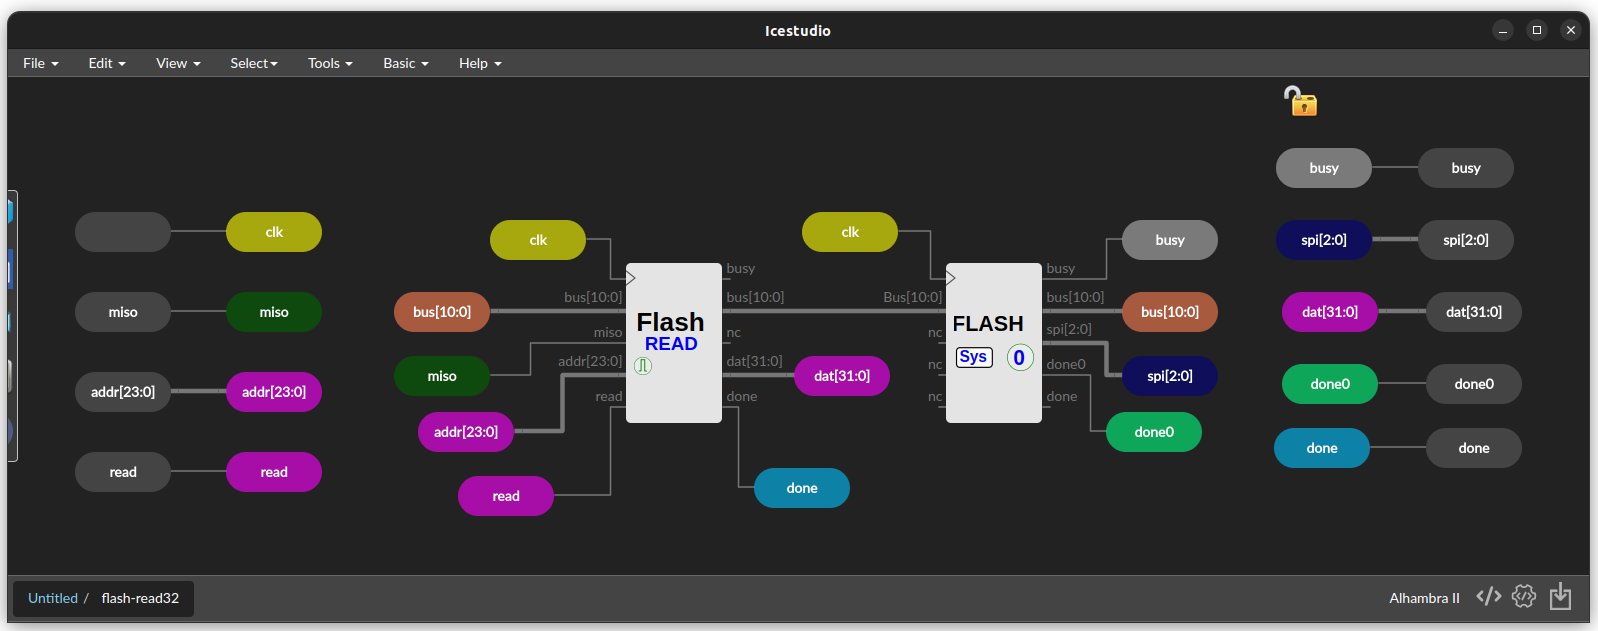 Icestudio
File Edit View Select Tools Basic Help
clk
miso miso
addr[23:0] addr[23:0]
read read
clk
bus[10:0]
miso
addr[23:0]
read
bus[10:0]
miso
addr[23:0]
read
Flash
READ
busy
bus[10:0]
nc
dat[31:0]
done
dat[31:0]
done
clk
Bus[10:0]
nc
nc
nc
FLASH
Sys 0
busy
bus[10:0]
spi[2:0]
done0
done
busy
bus[10:0]
spi[2:0]
done0
busy busy
spi[2:0] spi[2:0]
dat[31:0] dat[31:0]
done0 done0
done done
Untitled / flash-read32
Alhambra II </>